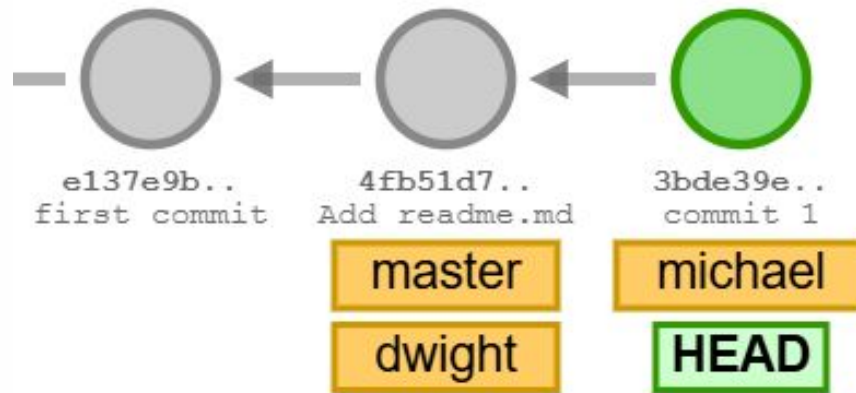 e137e9b.. 4fb51d7.. 3bde39e..
first commit Add readme.md commit 1
master michael
dwight HEAD